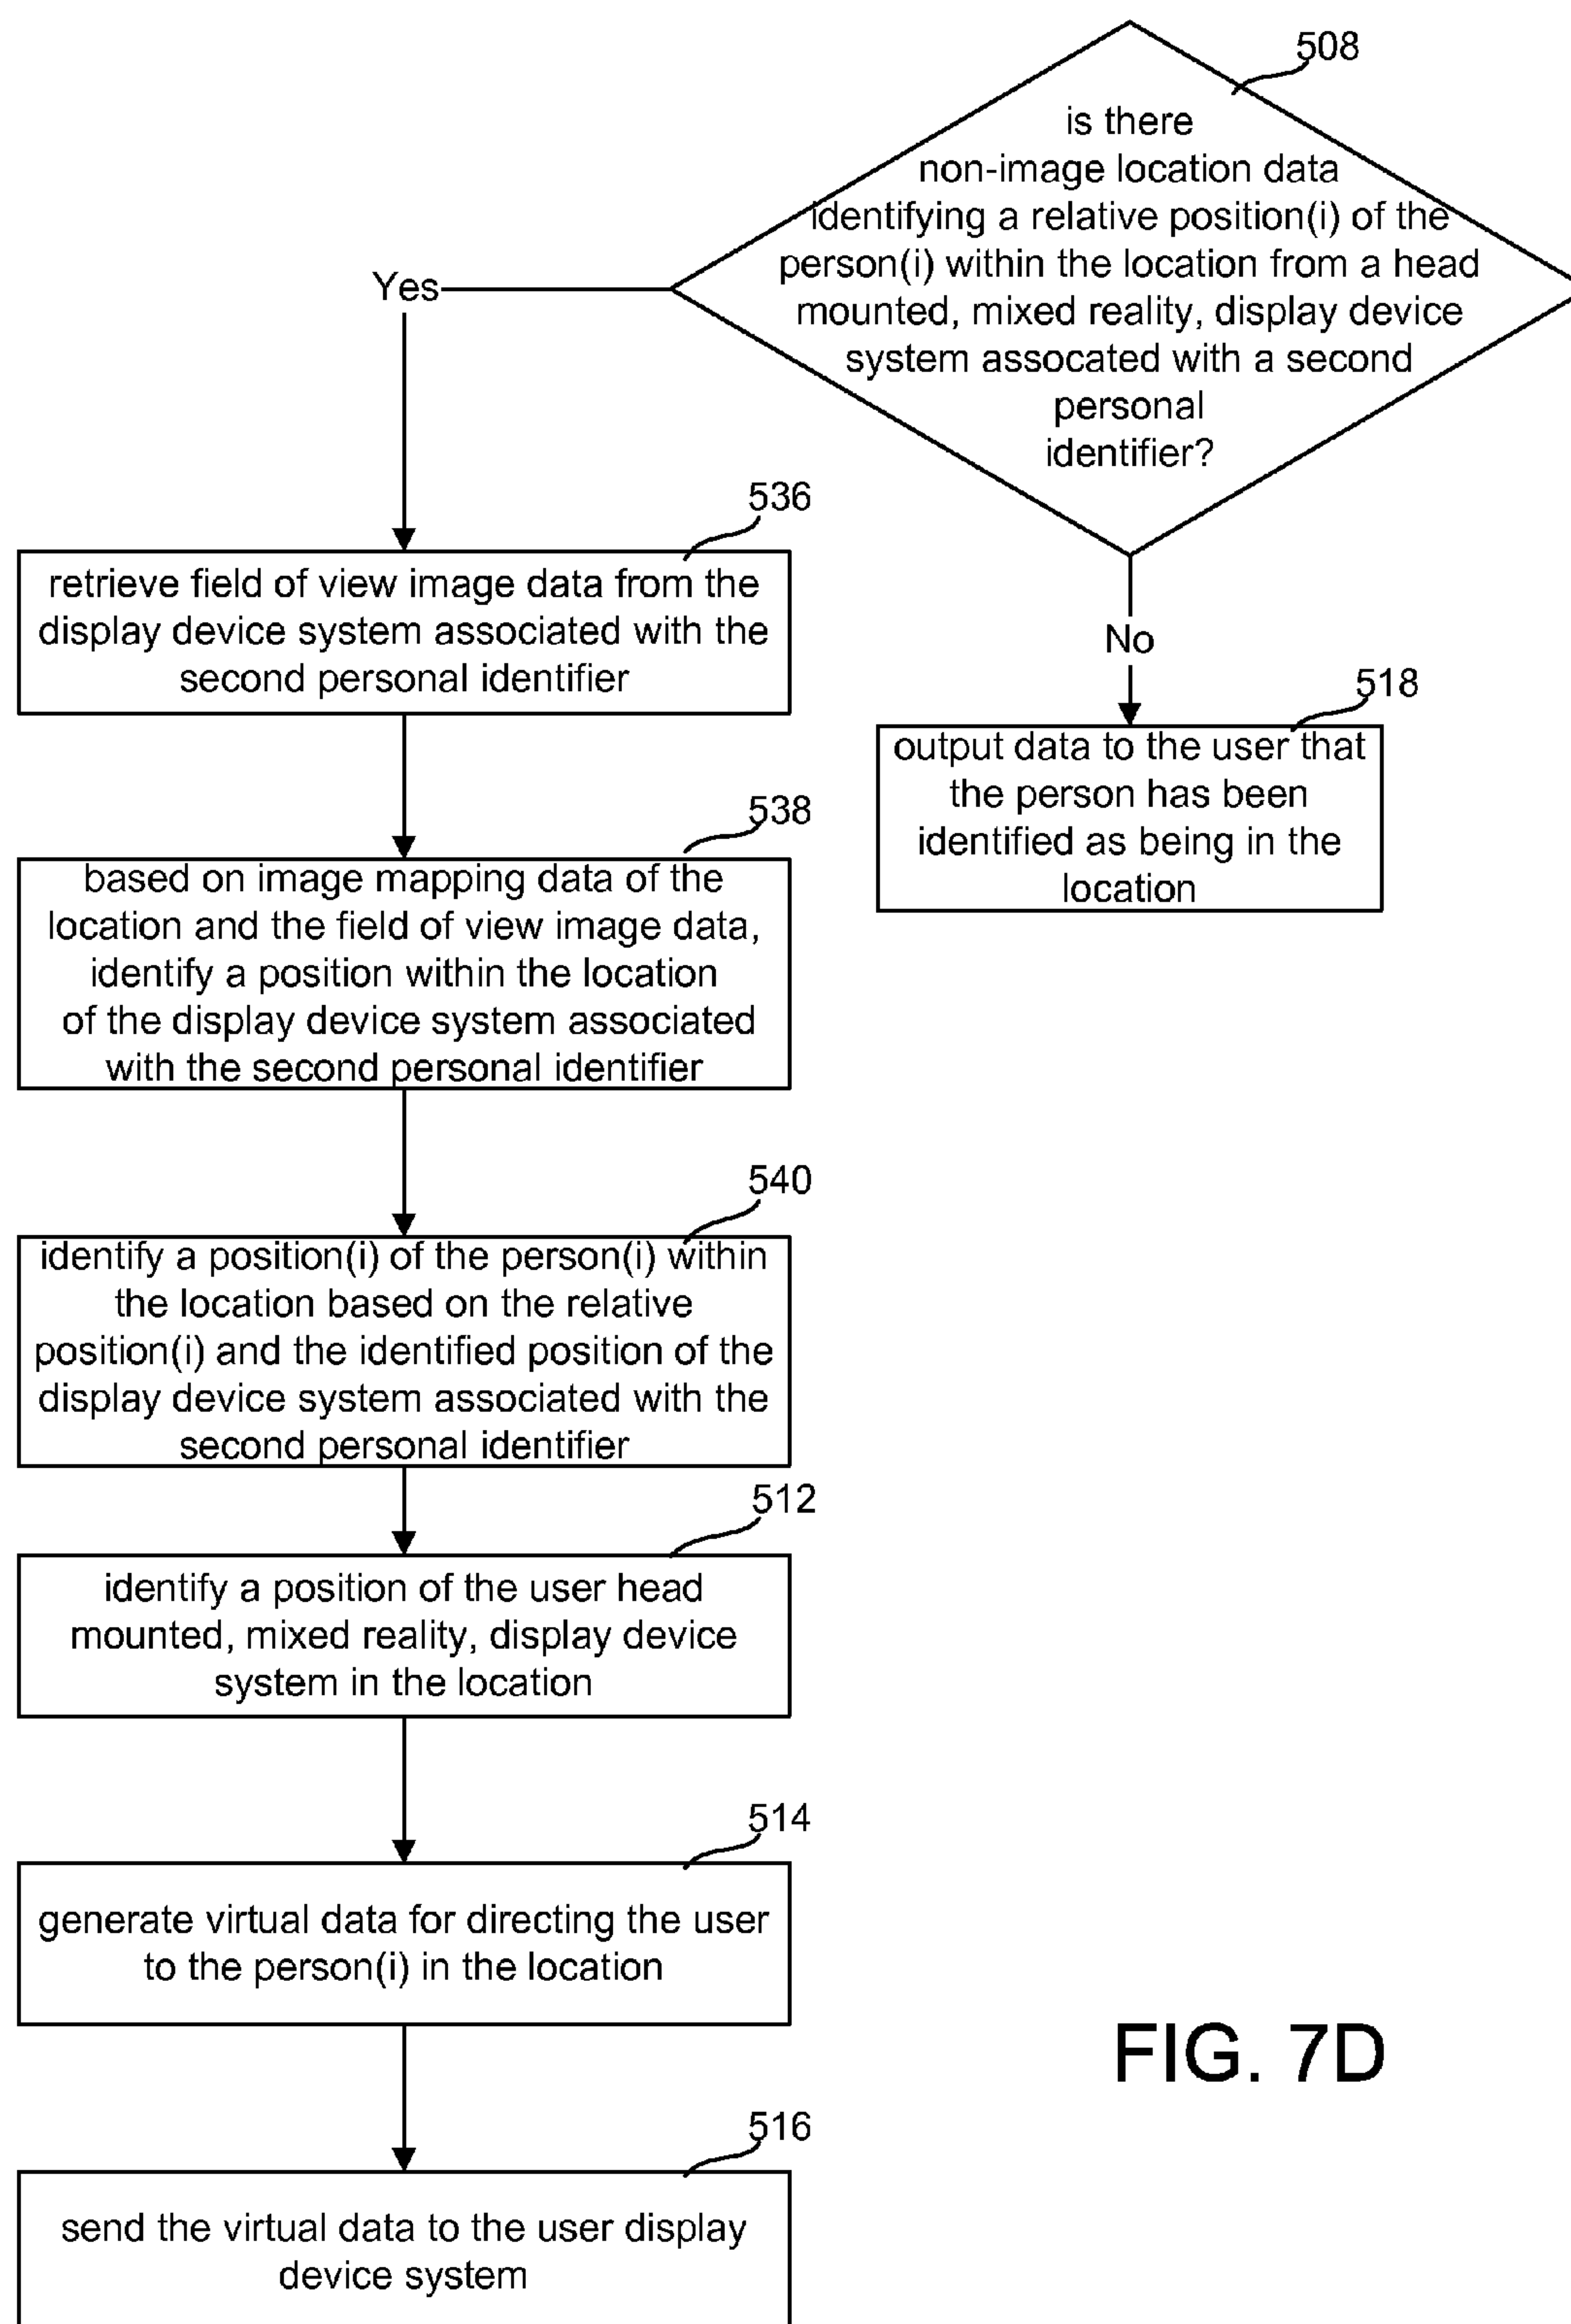 508
is there
non-image location data
identifying a relative position(i) of the
person(i) within the location from a head
mounted, mixed reality, display device
system assocated with a second
personal
identifier?
Yes
536
retrieve field of view image data from the
display device system associated with the
second personal identifier
No
518
output data to the user that
the person has been
identified as being in the
location
538
based on image mapping data of the
location and the field of view image data,
identify a position within the location
of the display device system associated
with the second personal identifier
540
identify a position(i) of the person(i) within
the location based on the relative
position(i) and the identified position of the
display device system associated with the
second personal identifier
512
identify a position of the user head
mounted, mixed reality, display device
system in the location
514
generate virtual data for directing the user
to the person(i) in the location
516
send the virtual data to the user display
device system
FIG. 7D